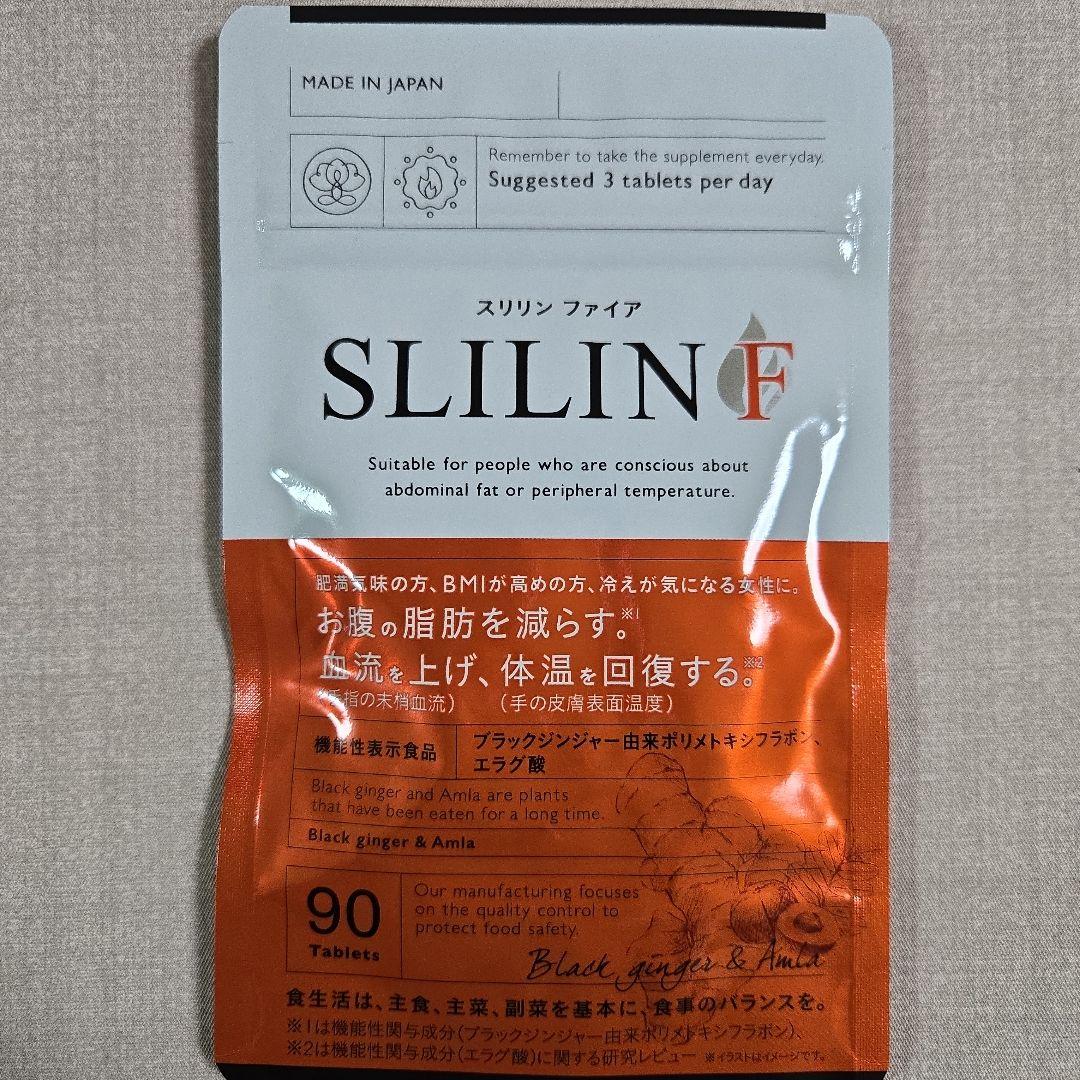 MADE IN JAPAN
Remember to take the supplement everyday.
Suggested 3 tablets per day
スリリン ファイア
SLILIN F
Suitable for people who are conscious about
abdominal fat or peripheral temperature.
肥満気味の方、BMIが高めの方、冷えが気になる女性に。
お腹の脂肪を減らす。※1
血流を上げ、体温を回復する。※2
(手指の末梢血流) (手の皮膚表面温度)
機能性表示食品
ブラックジンジャー由来ポリメトキシフラボン、
エラグ酸
Black ginger and Amla are plants
that have been eaten for a long time.
Black ginger & Amla
90
Tablets
Our manufacturing focuses
on the quality control to
protect food safety.
Black ginger & Amla
食生活は、主食、主菜、副菜を基本に、食事のバランスを。
※1は機能性関与成分(ブラックジンジャー由来ポリメトキシフラボン)、
※2は機能性関与成分(エラグ酸)に関する研究レビュー ※イラストはイメージです。